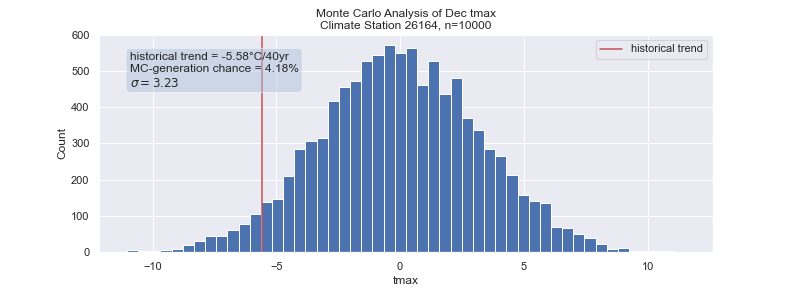 Monte Carlo Analysis of Dec tmax
Climate Station 26164, n=10000
historical trend = -5.58°C/40yr
MC-generation chance = 4.18%
σ = 3.23
historical trend
600
500
400
300
200
100
0
Count
−10
−5
0
5
10
tmax